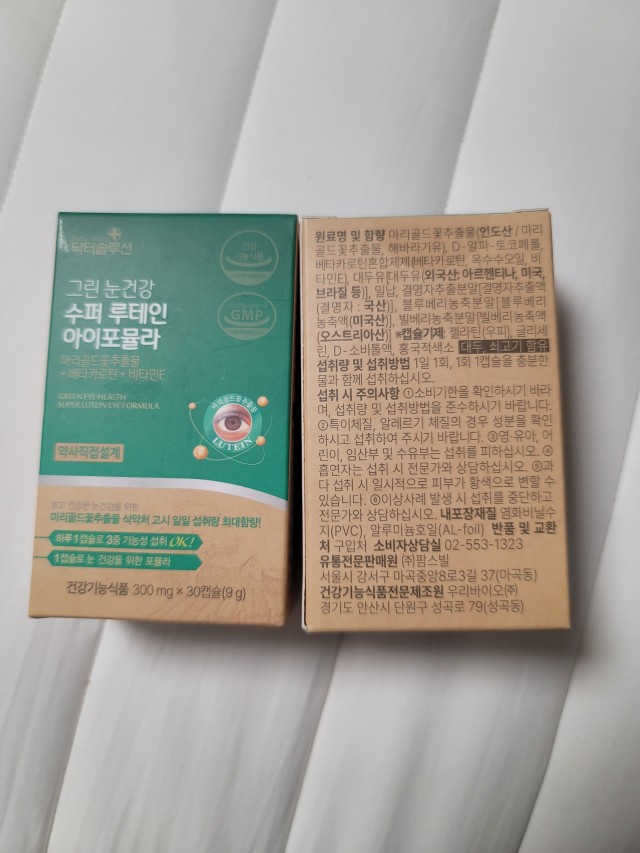 닥터솔루션
건강
기능식품
GMP
그린 눈건강
수퍼 루테인
아이포뮬라
마리골드꽃추출물
+ 베타카로틴 + 비타민E
GREEN EYE HEALTH
SUPER LUTEIN EYE FORMULA
마리골드꽃추출물
LUTEIN
약사직접설계
맑고 건강한 눈건강을 위한
마리골드꽃추출물 식약처 고시 일일 섭취량 최대함량!
하루 1캡슐로 3중 기능성 섭취 OK!
1캡슐로 눈 건강을 위한 포뮬라
건강기능식품 300 mg × 30캡슐(9 g)
원료명 및 함량 마리골드꽃추출물(인도산 / 마리
골드꽃추출물, 해바라기유), D-알파-토코페롤,
베타카로틴혼합제제(베타카로틴, 옥수수오일, 비
타민E), 대두유[대두유(외국산: 아르헨티나, 미국,
브라질 등)], 밀납, 결명자추출분말[결명자추출액
(결명자 : 국산)], 블루베리농축분말[블루베리
농축액(미국산)], 빌베리농축분말[빌베리농축액
(오스트리아산)] ※캡슐기제: 젤라틴(우피), 글리세
린, D-소비톨액, 홍국적색소 대두, 쇠고기 함유
섭취량 및 섭취방법 1일 1회, 1회 1캡슐을 충분한
물과 함께 섭취하십시오.
섭취 시 주의사항 ①소비기한을 확인하시기 바라
며, 섭취량 및 섭취방법을 준수하시기 바랍니다.
②특이체질, 알레르기 체질의 경우 성분을 확인
하시고 섭취하여 주시기 바랍니다. ③영·유아, 어
린이, 임산부 및 수유부는 섭취를 피하십시오. ④
흡연자는 섭취 시 전문가와 상담하십시오. ⑤과
다 섭취 시 일시적으로 피부가 황색으로 변할 수
있습니다. ⑥이상사례 발생 시 섭취를 중단하고
전문가와 상담하십시오. 내포장재질 염화비닐수
지(PVC), 알루미늄호일(AL-foil) 반품 및 교환
처 구입처 소비자상담실 02-553-1323
유통전문판매원 ㈜팜스빌
서울시 강서구 마곡중앙8로3길 37(마곡동)
건강기능식품전문제조원 우리바이오㈜
경기도 안산시 단원구 성곡로 79(성곡동)